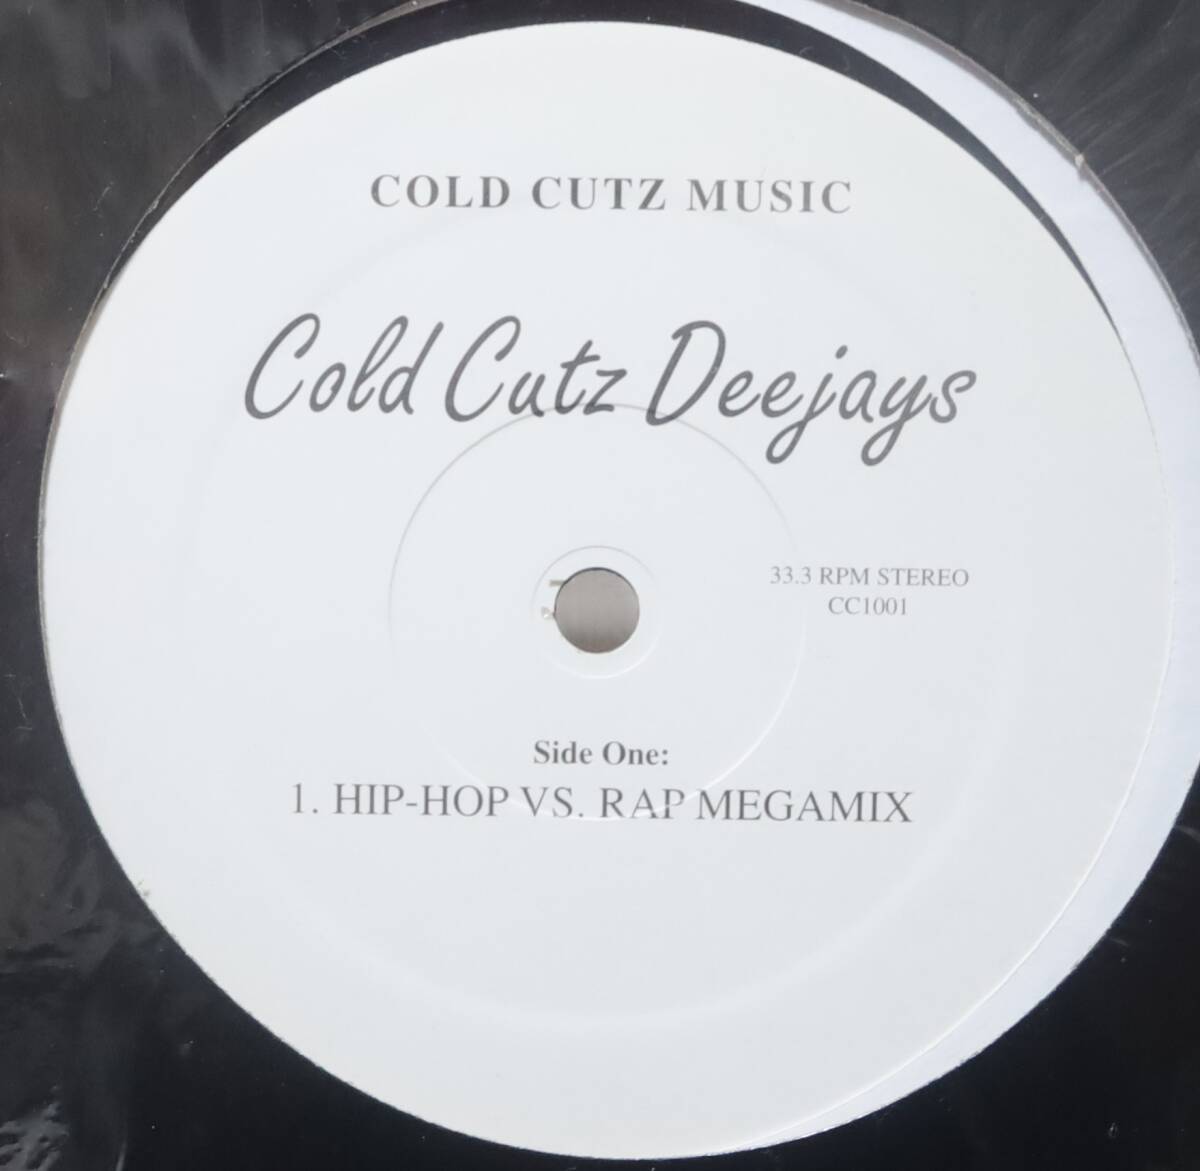 COLD CUTZ MUSIC
Cold Cutz Deejays
33.3 RPM STEREO
CC1001
Side One:
1. HIP-HOP VS. RAP MEGAMIX